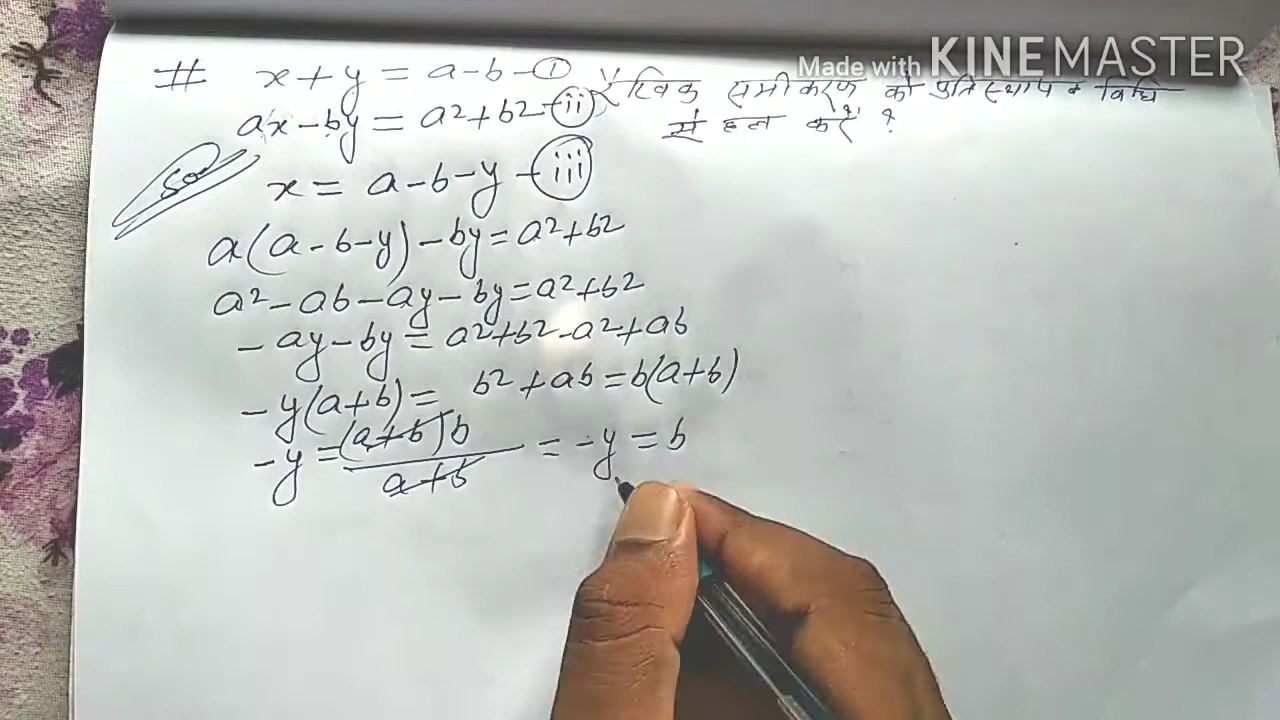 Made with KINEMASTER
# x + y = a - b - ①
ax - by = a² + b² - ⓘⓘ रैखिक समीकरण को प्रतिस्थापन विधि
से हल करें ?
Sol
x = a - b - y - ⓘⓘⓘ
a(a - b - y) - by = a² + b²
a² - ab - ay - by = a² + b²
- ay - by = a² + b² - a² + ab
- y(a + b) = b² + ab = b(a + b)
- y = (a + b) b / a + b = - y = b